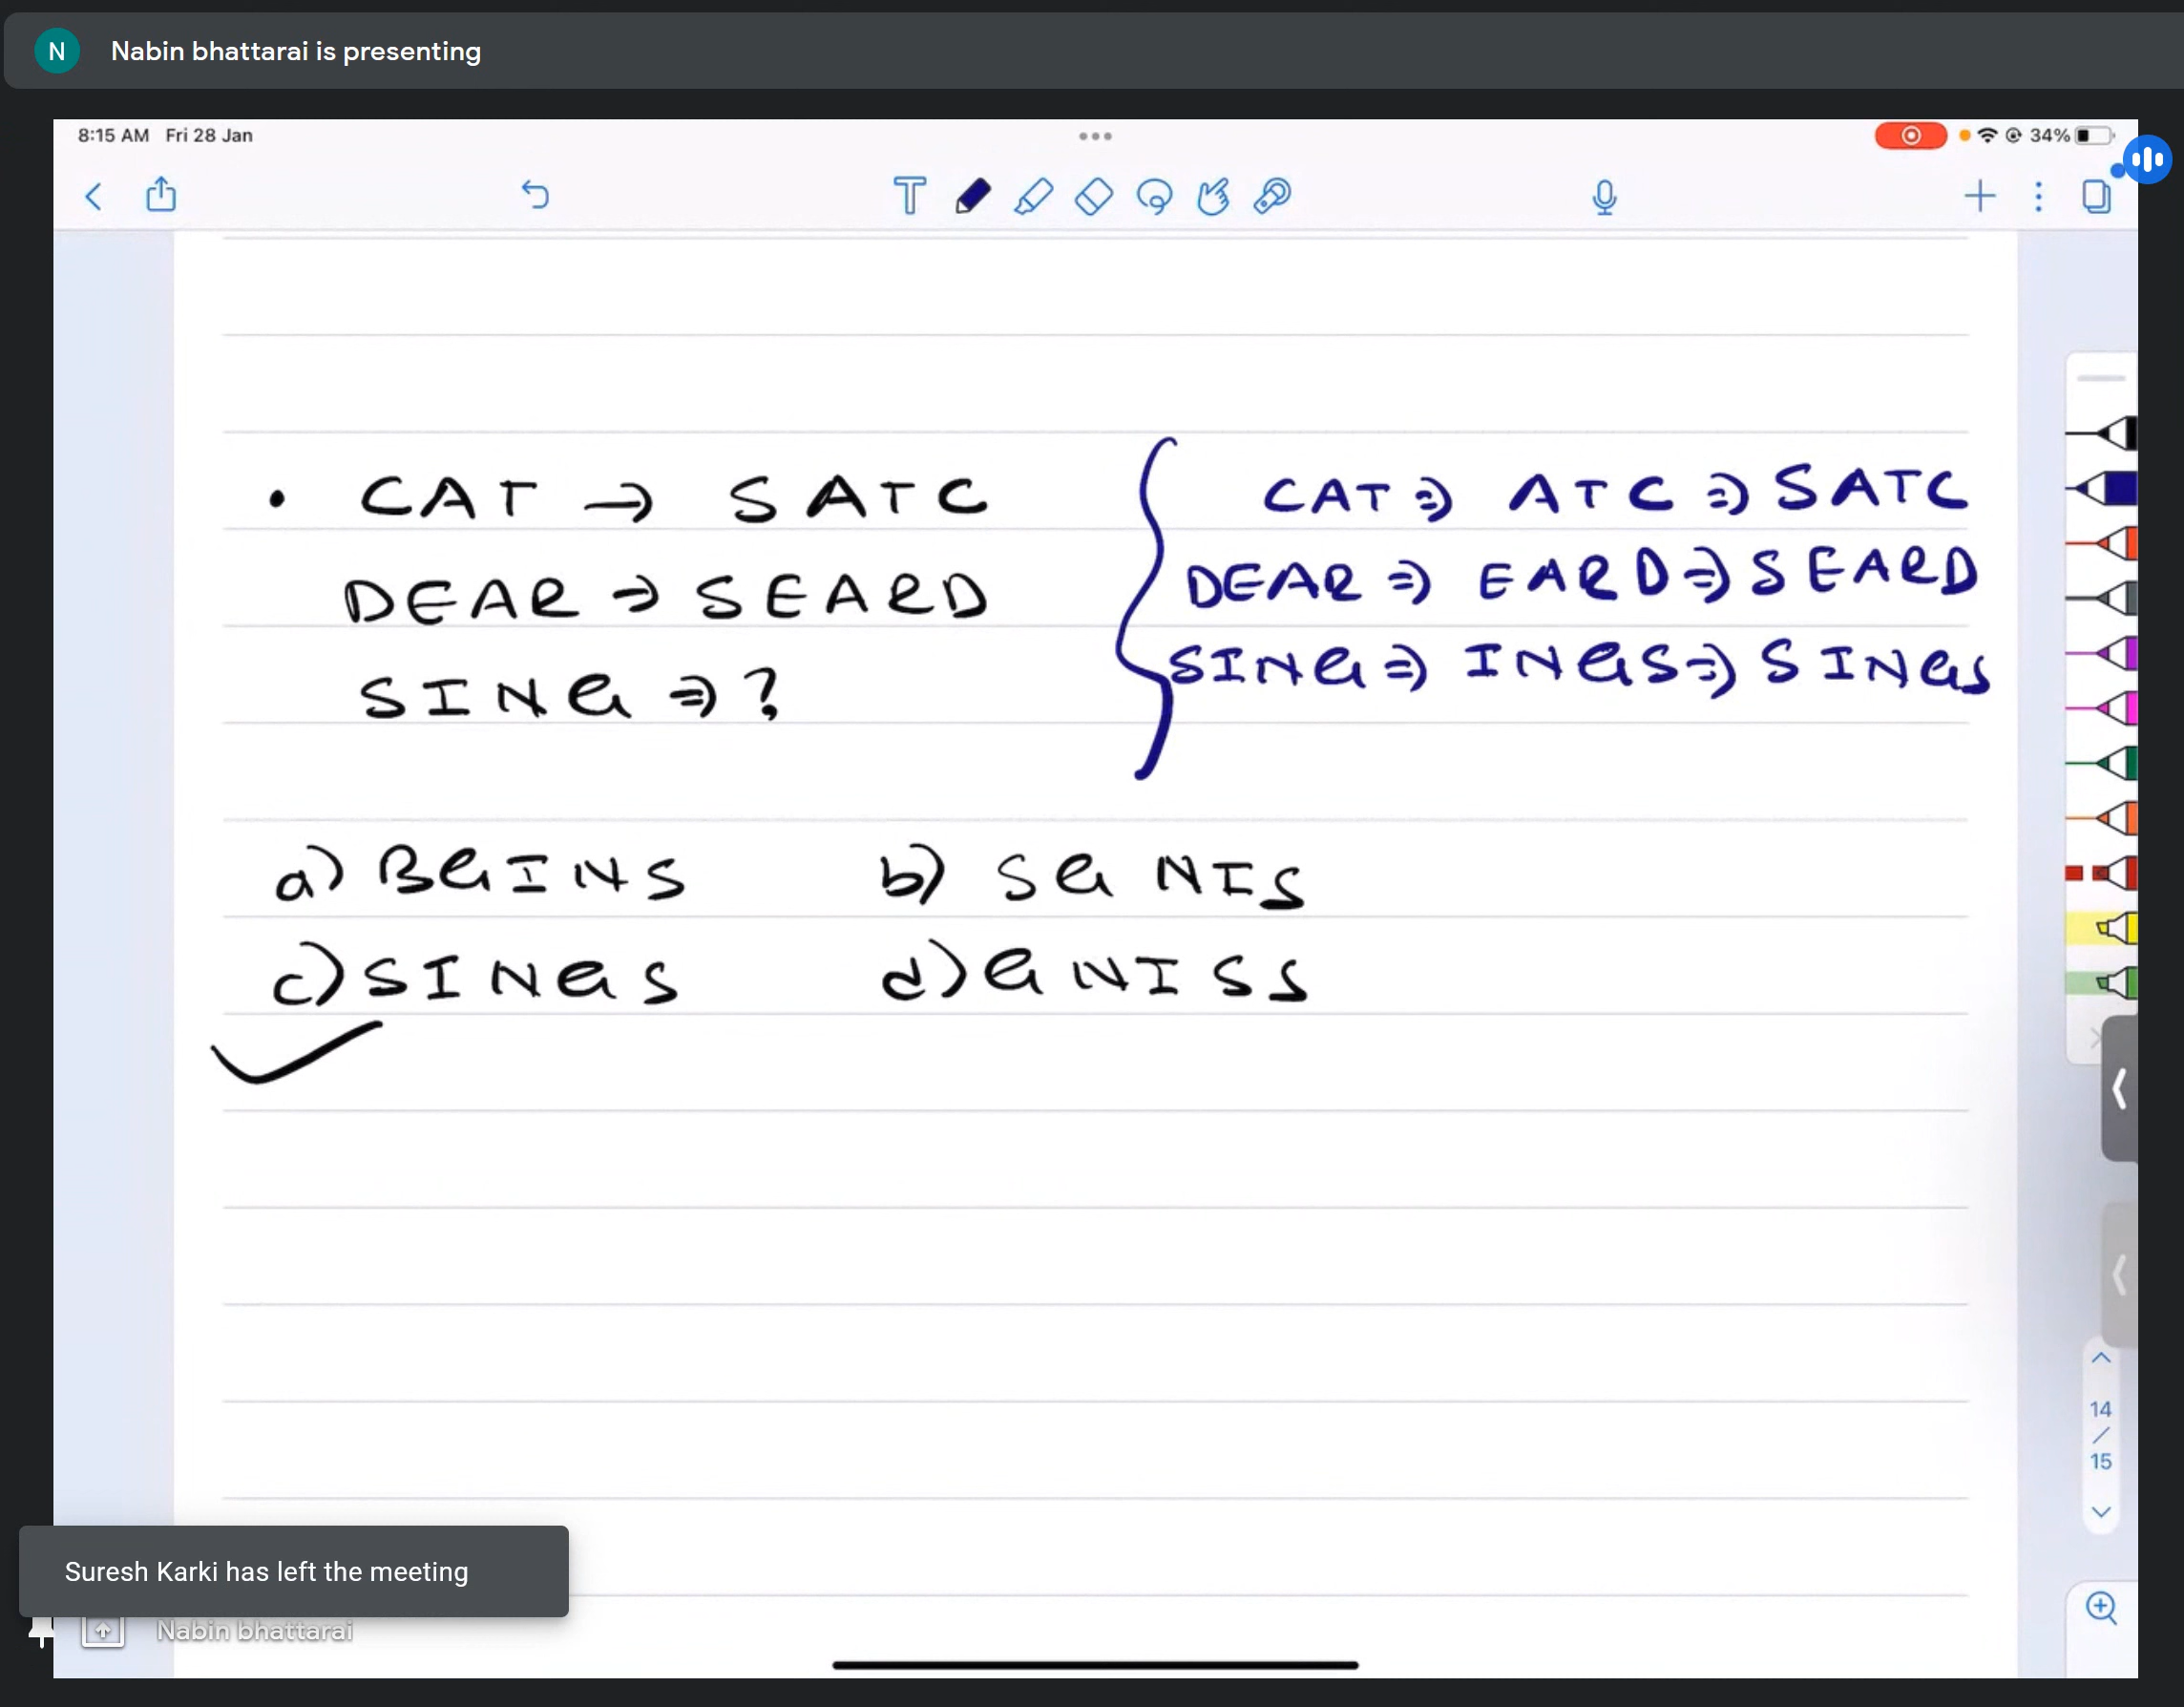 N Nabin bhattarai is presenting
8:15 AM Fri 28 Jan
34%
T
• CAT → SATC
DEAR ⇒ SEARD
SING ⇒ ?
CAT ⇒ ATC ⇒ SATC
DEAR ⇒ EARD ⇒ SEARD
SING ⇒ INGS ⇒ SINGS
a) BGINS b) SGNIS
c) SINGS d) GNISS
14
/
15
Suresh Karki has left the meeting
Nabin bhattarai